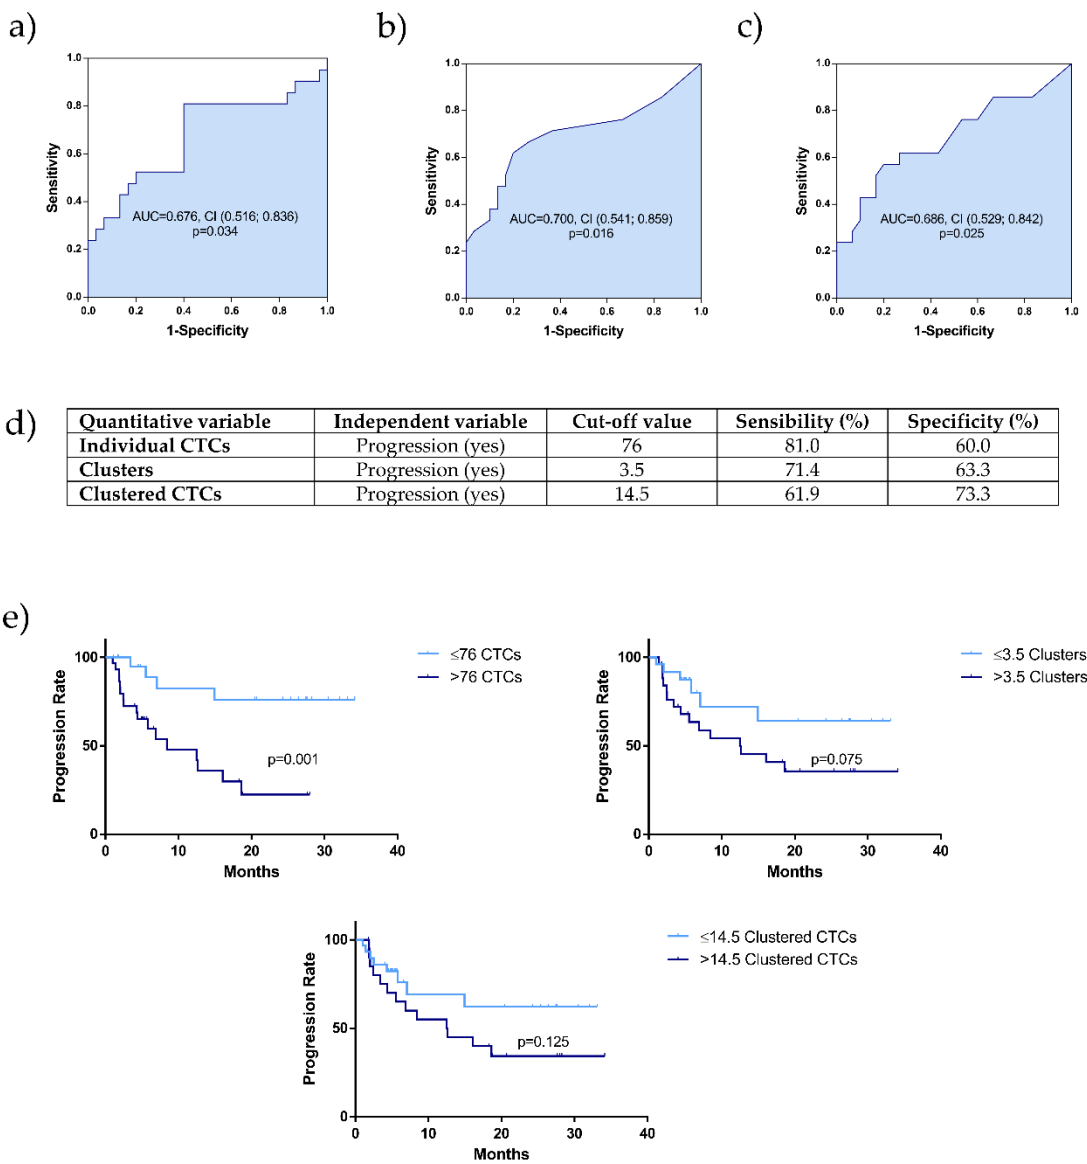 a)
b)
c)
1.0
0.8
0.6
0.4
0.2
0.0
Sensitivity
AUC=0.676, CI (0.516; 0.836)
p=0.034
0.0 0.2 0.4 0.6 0.8 1.0
1-Specificity
1.0
0.8
0.6
0.4
0.2
0.0
Sensitivity
AUC=0.700, CI (0.541; 0.859)
p=0.016
0.0 0.2 0.4 0.6 0.8 1.0
1-Specificity
1.0
0.8
0.6
0.4
0.2
0.0
Sensitivity
AUC=0.686, CI (0.529; 0.842)
p=0.025
0.0 0.2 0.4 0.6 0.8 1.0
1-Specificity
d)
Quantitative variable Independent variable Cut-off value Sensibility (%) Specificity (%)
Individual CTCs Progression (yes) 76 81.0 60.0
Clusters Progression (yes) 3.5 71.4 63.3
Clustered CTCs Progression (yes) 14.5 61.9 73.3
e)
100
50
0
Progression Rate
≤76 CTCs
>76 CTCs
p=0.001
0 10 20 30 40
Months
100
50
0
Progression Rate
≤3.5 Clusters
>3.5 Clusters
p=0.075
0 10 20 30 40
Months
100
50
0
Progression Rate
≤14.5 Clustered CTCs
>14.5 Clustered CTCs
p=0.125
0 10 20 30 40
Months